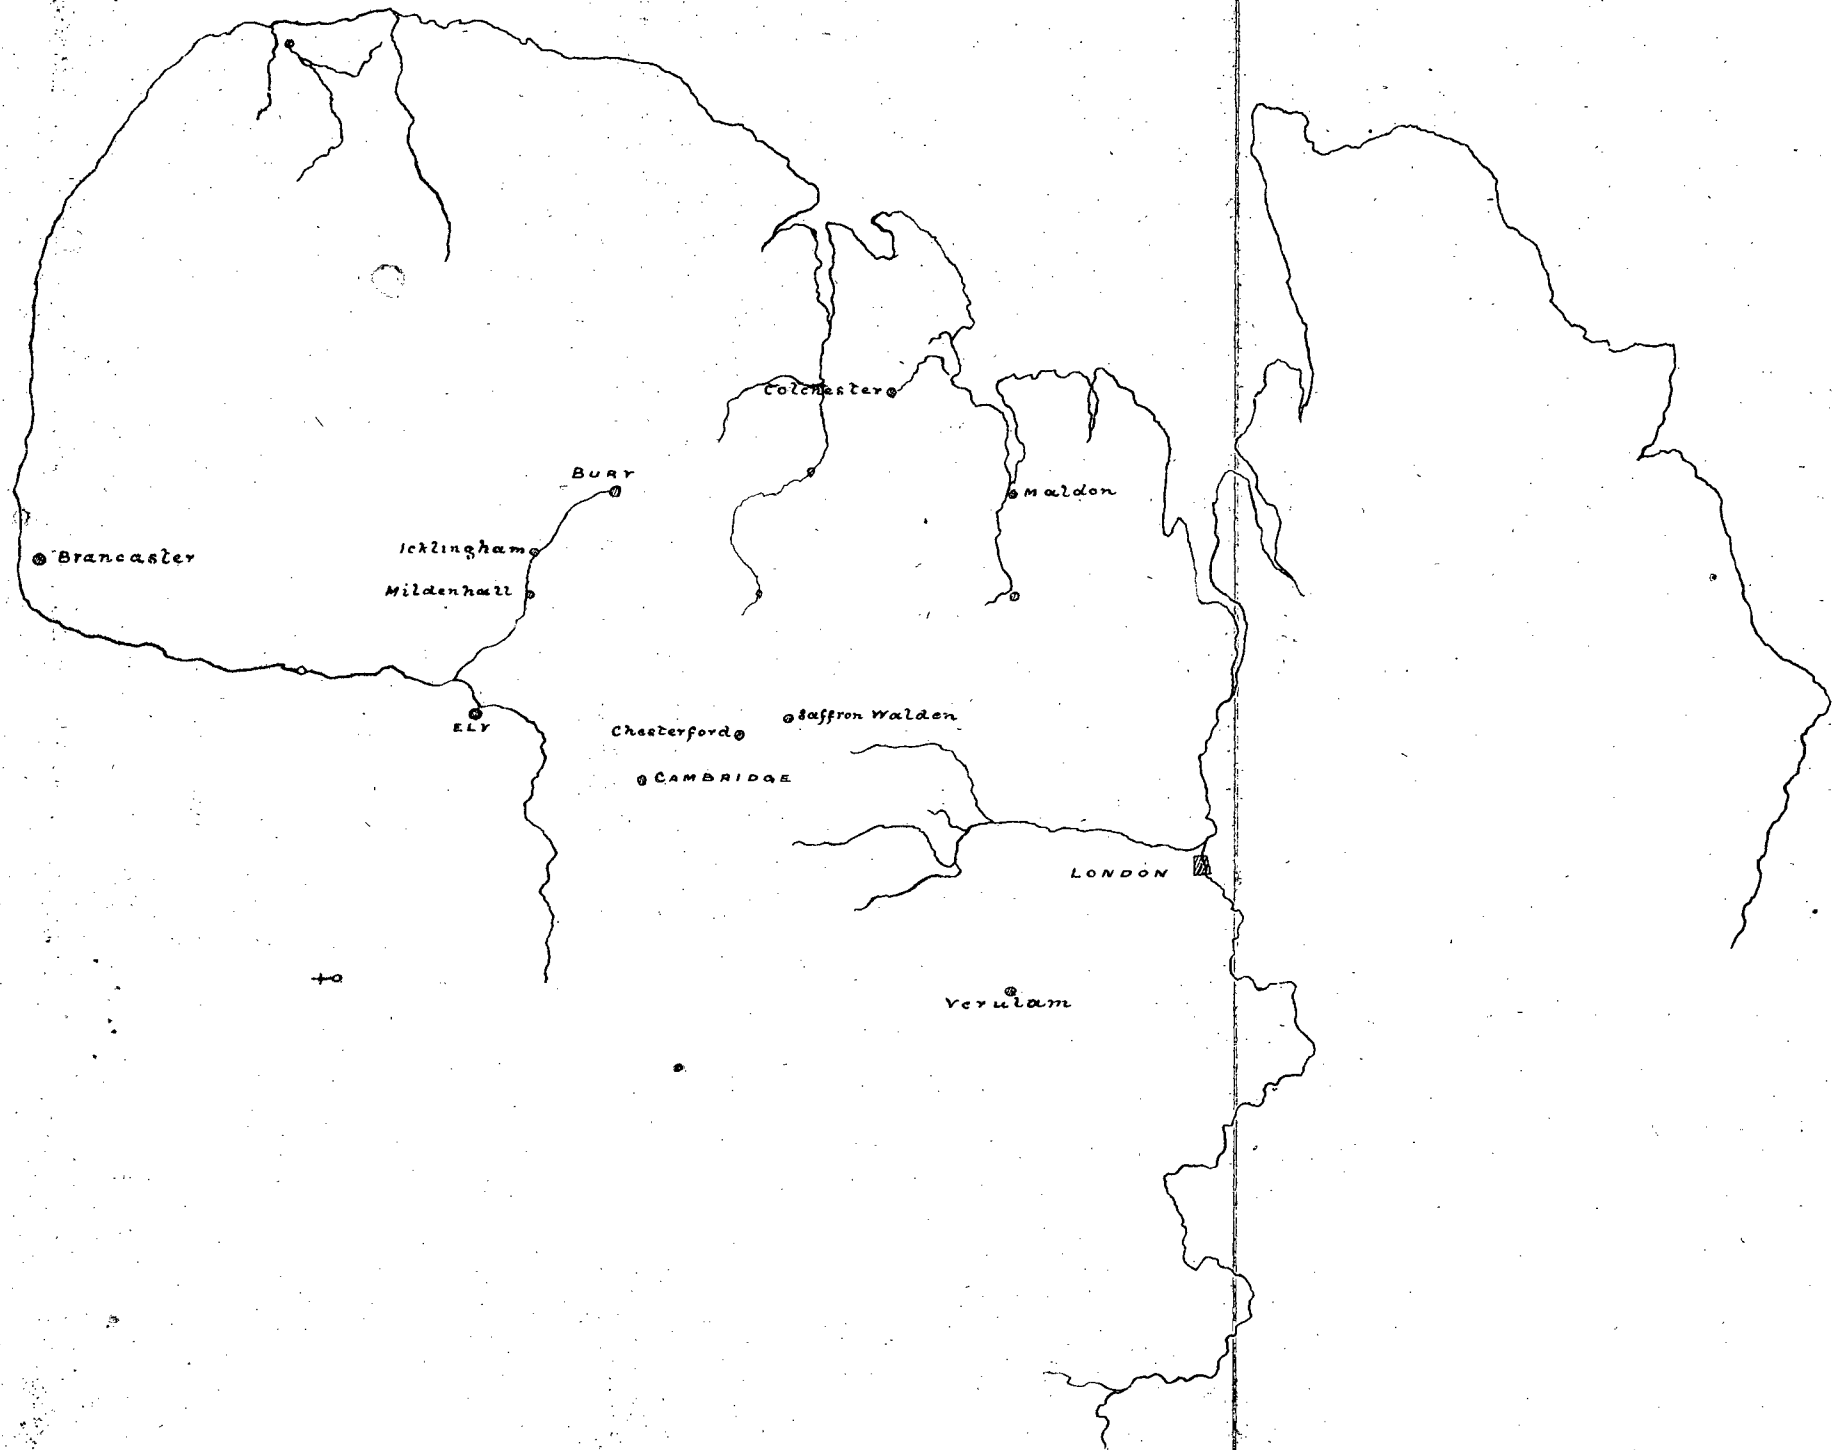 Colchester
BURY
Maldon
Icklingham
Brancaster
Mildenhall
Saffron Walden
ELY
Chesterford
CAMBRIDGE
LONDON
Verulam